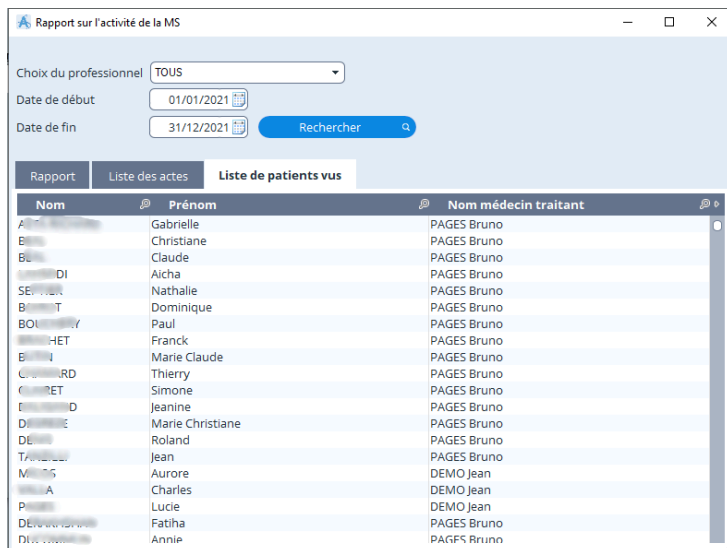 Rapport sur l'activité de la MS
Choix du professionnel TOUS
Date de début 01/01/2021
Date de fin 31/12/2021 Rechercher
Rapport Liste des actes Liste de patients vus
Nom Prénom Nom médecin traitant
Gabrielle PAGES Bruno
Christiane PAGES Bruno
Claude PAGES Bruno
Aicha PAGES Bruno
Nathalie PAGES Bruno
Dominique PAGES Bruno
Paul PAGES Bruno
Franck PAGES Bruno
Marie Claude PAGES Bruno
Thierry PAGES Bruno
Simone PAGES Bruno
Jeanine PAGES Bruno
Marie Christiane PAGES Bruno
Roland PAGES Bruno
Jean PAGES Bruno
Aurore DEMO Jean
Charles DEMO Jean
Lucie DEMO Jean
Fatiha PAGES Bruno
Annie PAGES Bruno